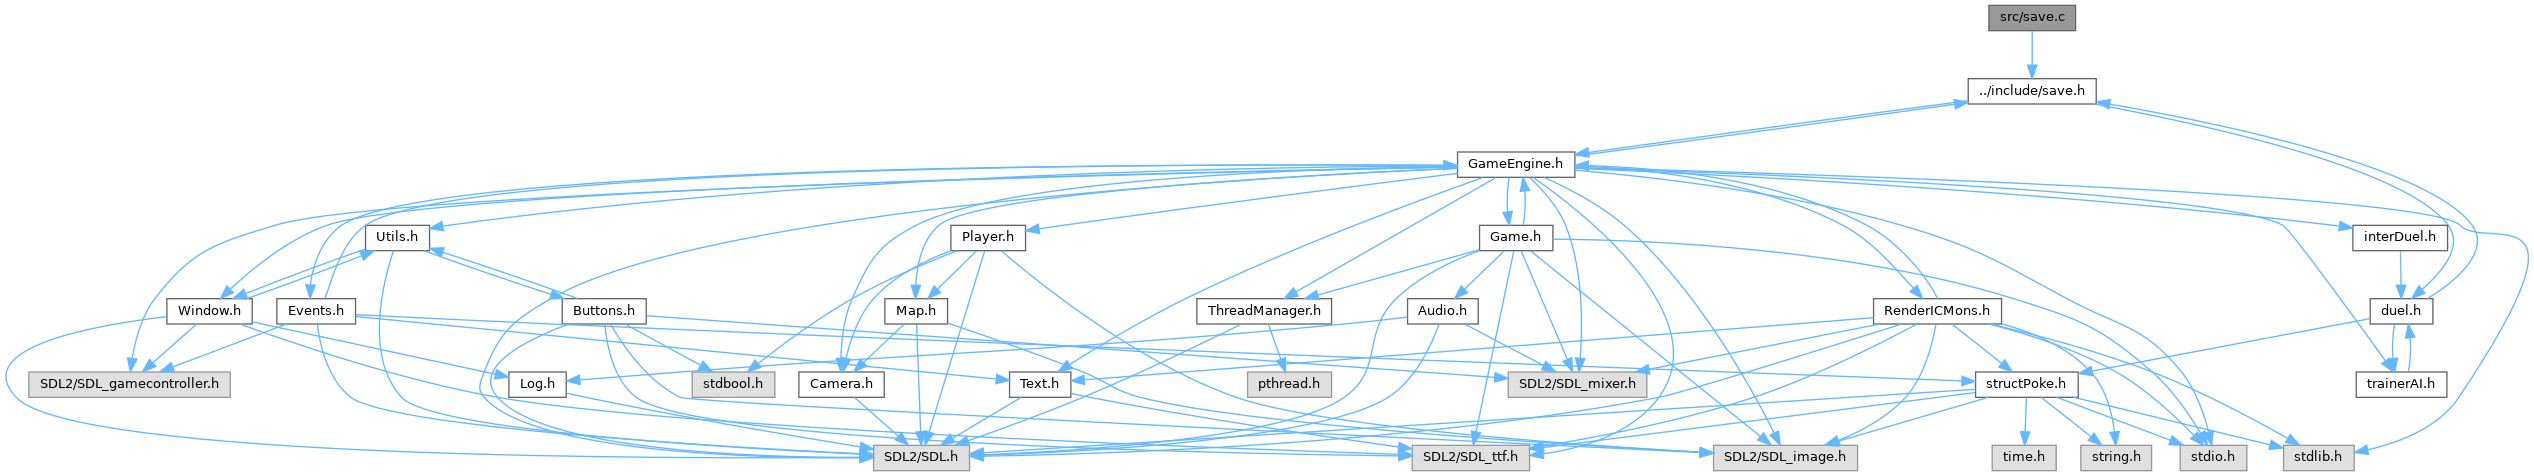 src/save.c
../include/save.h
GameEngine.h
Utils.h
Player.h
Game.h
interDuel.h
Window.h
Events.h
Buttons.h
Map.h
ThreadManager.h
Audio.h
RenderICMons.h
duel.h
SDL2/SDL_gamecontroller.h
Log.h
stdbool.h
Camera.h
Text.h
pthread.h
SDL2/SDL_mixer.h
structPoke.h
trainerAI.h
SDL2/SDL.h
SDL2/SDL_ttf.h
SDL2/SDL_image.h
time.h
string.h
stdio.h
stdlib.h